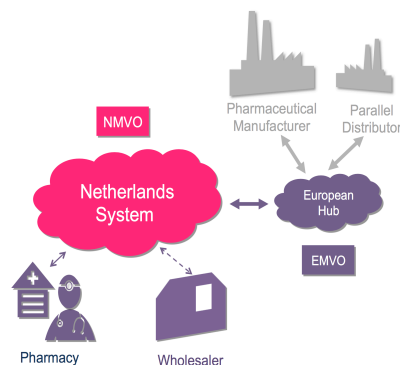 Pharmaceutical
Manufacturer
Parallel
Distributor
NMVO
Netherlands
System
European
Hub
EMVO
Pharmacy
Wholesaler